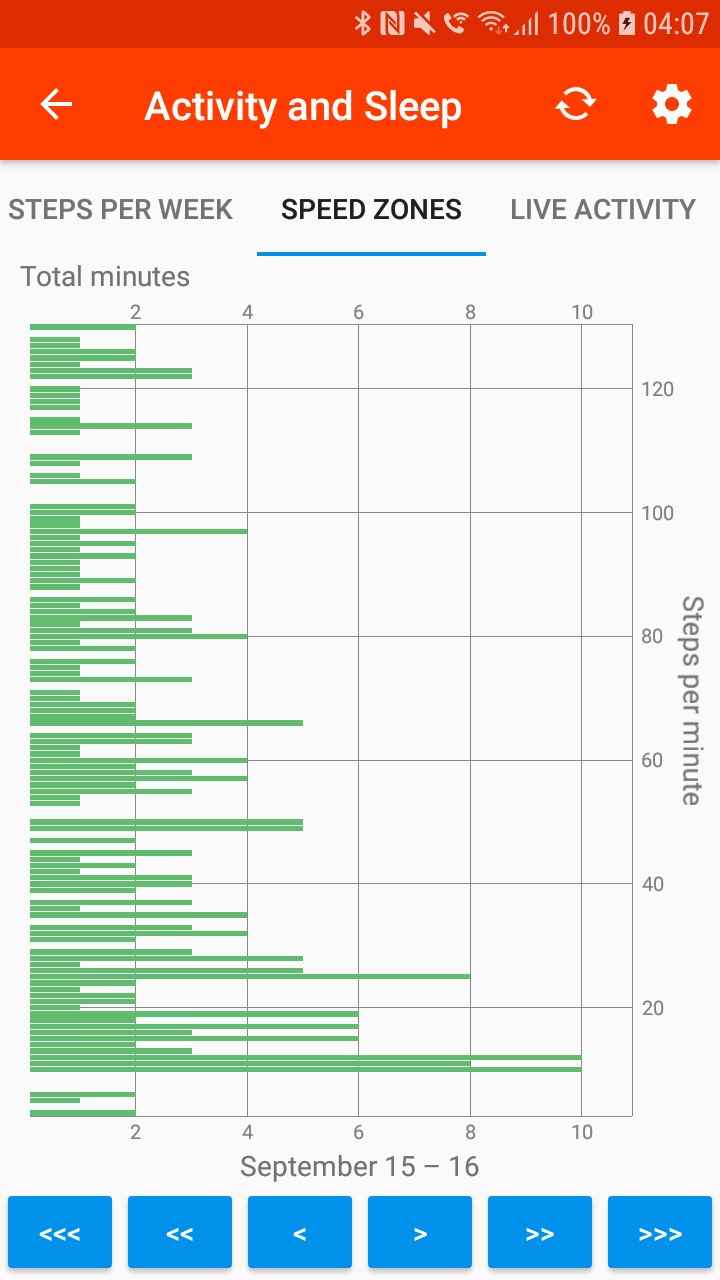 100% 04:07
Activity and Sleep
STEPS PER WEEK SPEED ZONES LIVE ACTIVITY
Total minutes
2 4 6 8 10
120
100
80
60
40
20
Steps per minute
2 4 6 8 10
September 15 – 16
<<< << < > >> >>>